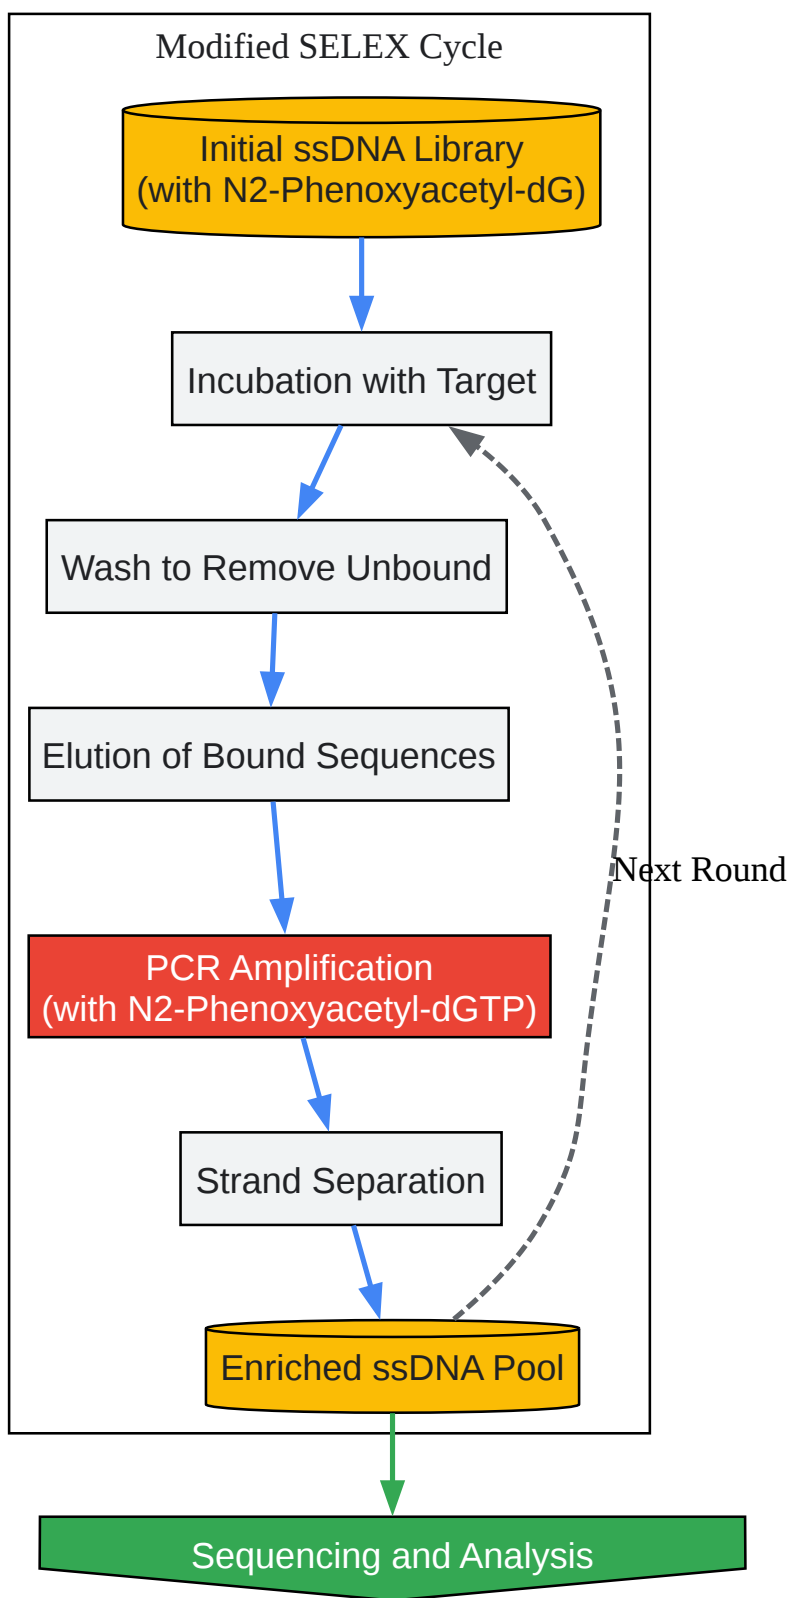 Modified SELEX Cycle
Initial ssDNA Library
(with N2-Phenoxyacetyl-dG)
Incubation with Target
Wash to Remove Unbound
Elution of Bound Sequences
Next Round
PCR Amplification
(with N2-Phenoxyacetyl-dGTP)
Strand Separation
Enriched ssDNA Pool
Sequencing and Analysis